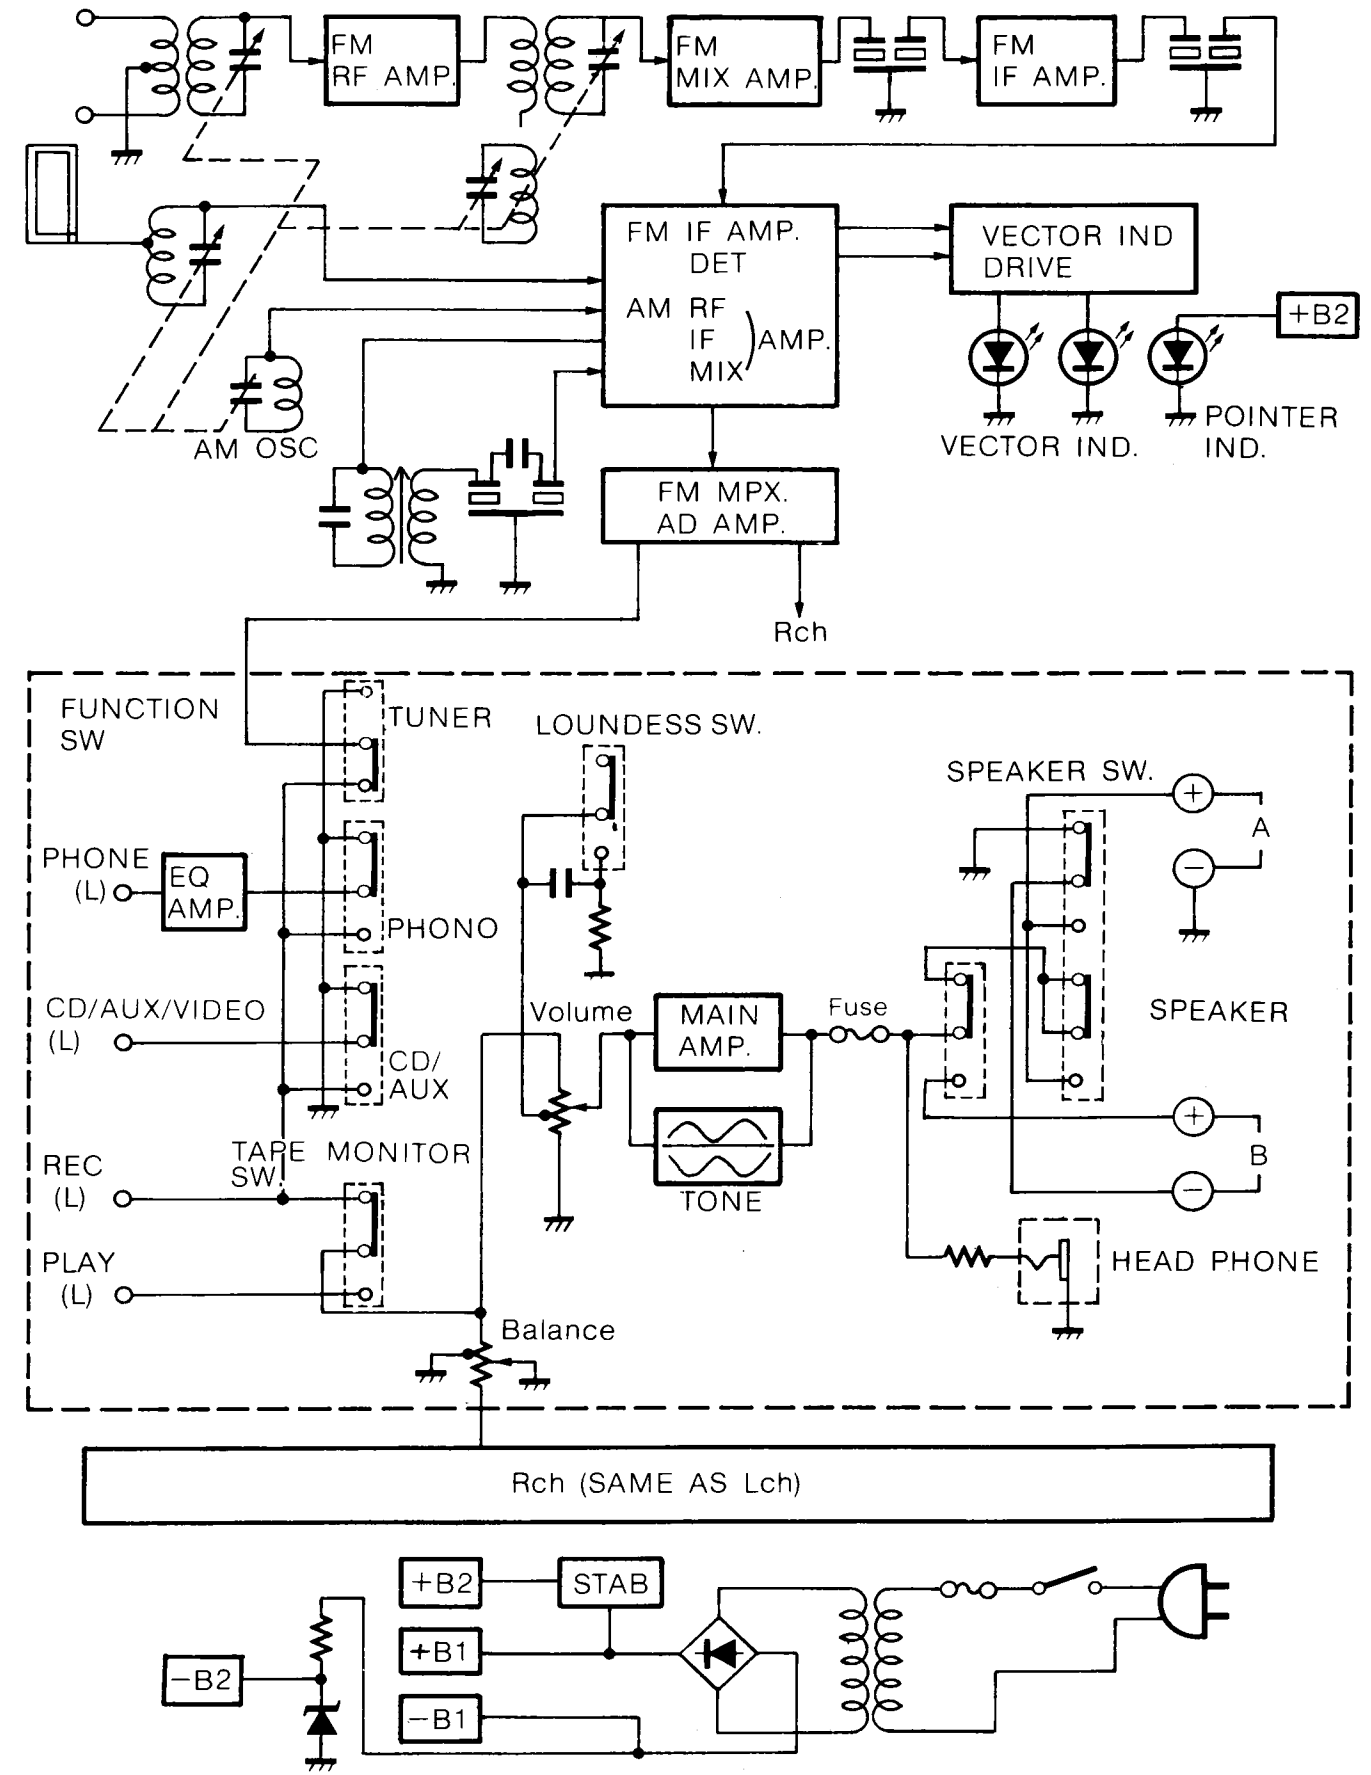 FM
RF AMP.
FM
MIX AMP.
FM
IF AMP.
FM IF AMP.
DET
AM RF
IF
MIX
)AMP.
VECTOR IND
DRIVE
+B2
VECTOR IND.
POINTER
IND.
AM OSC
FM MPX.
AD AMP.
Rch
FUNCTION
SW
TUNER
LOUNDESS SW.
SPEAKER SW.
+
A
−
PHONE
(L)
EQ
AMP.
PHONO
CD/AUX/VIDEO
(L)
CD/
AUX
Volume
MAIN
AMP.
Fuse
SPEAKER
TONE
+
B
−
TAPE MONITOR
SW.
REC
(L)
PLAY
(L)
HEAD PHONE
Balance
Rch (SAME AS Lch)
+B2
STAB
+B1
−B2
−B1